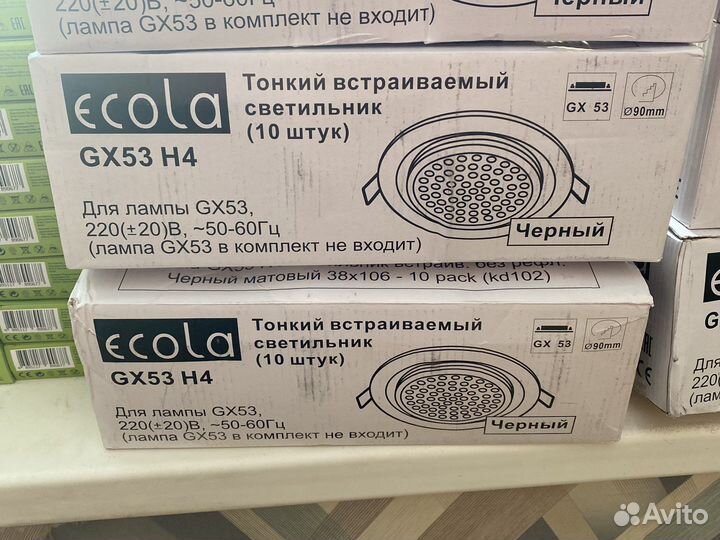 220(±20)В, ~50-60Гц
(лампа GX53 в комплект не входит)
Черный
ecola
GX53 H4
Тонкий встраиваемый
светильник
(10 штук)
GX 53
Ø90mm
Для лампы GX53,
220(±20)В, ~50-60Гц
(лампа GX53 в комплект не входит)
Черный
Черный матовый 38x106 - 10 pack (kd102)
ecola
GX53 H4
Тонкий встраиваемый
светильник
(10 штук)
GX 53
Ø90mm
Для лампы GX53,
220(±20)В, ~50-60Гц
(лампа GX53 в комплект не входит)
Черный
Avito